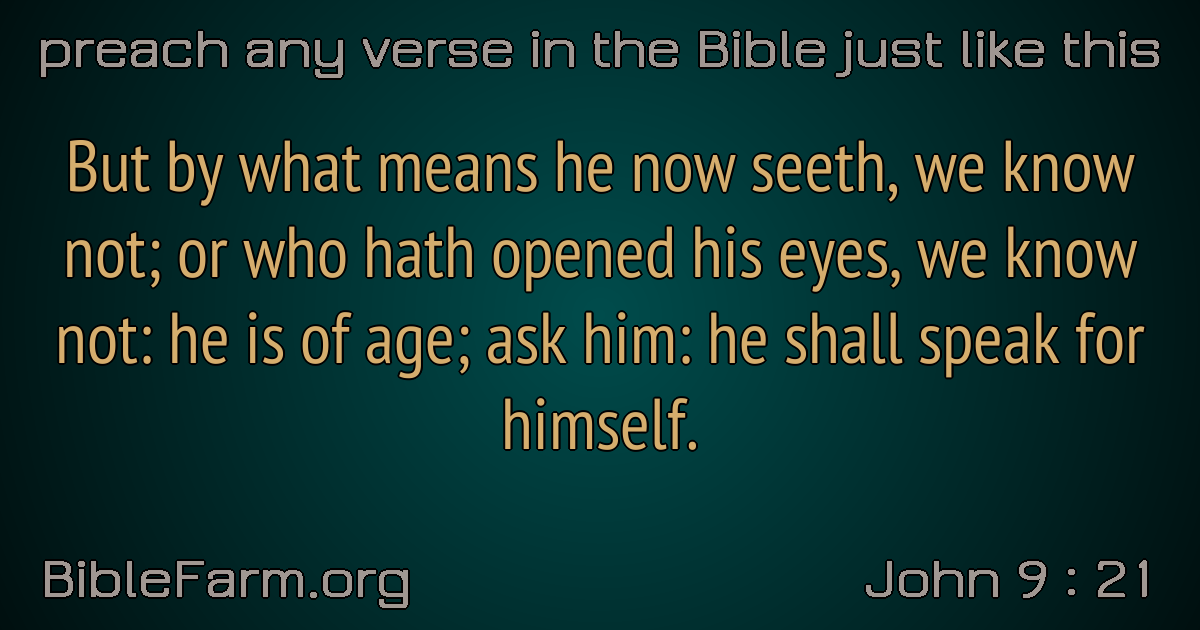 preach any verse in the Bible just like this
But by what means he now seeth, we know
not; or who hath opened his eyes, we know
not: he is of age; ask him: he shall speak for
himself.
BibleFarm.org
John 9 : 21